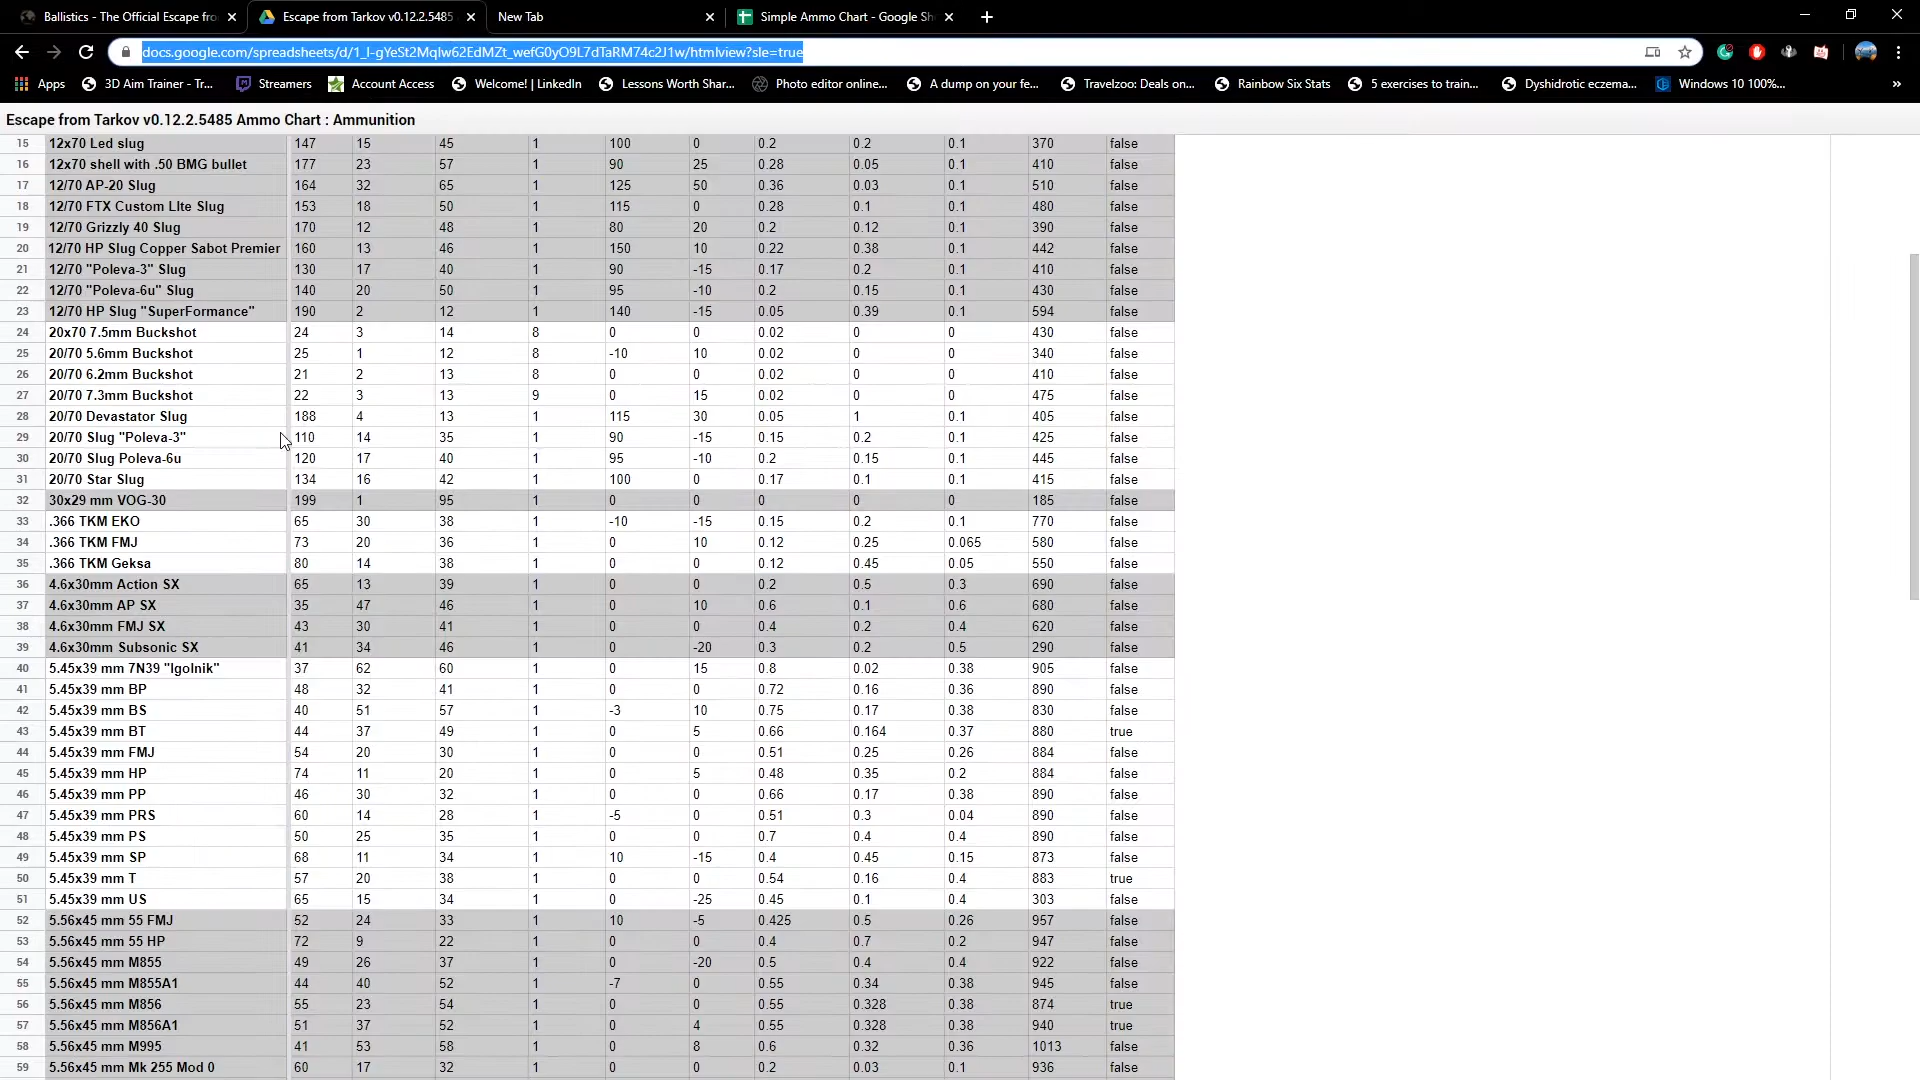 Ballistics - The Official Escape fro
Escape from Tarkov v0.12.2.5485
New Tab
Simple Ammo Chart - Google Sh
docs.google.com/spreadsheets/d/1_l-gYeSt2MqIw62EdMZt_wefG0yO9L7dTaRM74c2J1w/htmlview?sle=true
Apps 3D Aim Trainer - Tr... Streamers Account Access Welcome! | LinkedIn Lessons Worth Shar... Photo editor online... A dump on your fe... Travelzoo: Deals on... Rainbow Six Stats 5 exercises to train... Dyshidrotic eczema... Windows 10 100%... »
Escape from Tarkov v0.12.2.5485 Ammo Chart : Ammunition
15 12x70 Led slug 147 15 45 1 100 0 0.2 0.2 0.1 370 false
16 12x70 shell with .50 BMG bullet 177 23 57 1 90 25 0.28 0.05 0.1 410 false
17 12/70 AP-20 Slug 164 32 65 1 125 50 0.36 0.03 0.1 510 false
18 12/70 FTX Custom LIte Slug 153 18 50 1 115 0 0.28 0.1 0.1 480 false
19 12/70 Grizzly 40 Slug 170 12 48 1 80 20 0.2 0.12 0.1 390 false
20 12/70 HP Slug Copper Sabot Premier 160 13 46 1 150 10 0.22 0.38 0.1 442 false
21 12/70 "Poleva-3" Slug 130 17 40 1 90 -15 0.17 0.2 0.1 410 false
22 12/70 "Poleva-6u" Slug 140 20 50 1 95 -10 0.2 0.15 0.1 430 false
23 12/70 HP Slug "SuperFormance" 190 2 12 1 140 -15 0.05 0.39 0.1 594 false
24 20x70 7.5mm Buckshot 24 3 14 8 0 0 0.02 0 0 430 false
25 20/70 5.6mm Buckshot 25 1 12 8 -10 10 0.02 0 0 340 false
26 20/70 6.2mm Buckshot 21 2 13 8 0 0 0.02 0 0 410 false
27 20/70 7.3mm Buckshot 22 3 13 9 0 15 0.02 0 0 475 false
28 20/70 Devastator Slug 188 4 13 1 115 30 0.05 1 0.1 405 false
29 20/70 Slug "Poleva-3" 110 14 35 1 90 -15 0.15 0.2 0.1 425 false
30 20/70 Slug Poleva-6u 120 17 40 1 95 -10 0.2 0.15 0.1 445 false
31 20/70 Star Slug 134 16 42 1 100 0 0.17 0.1 0.1 415 false
32 30x29 mm VOG-30 199 1 95 1 0 0 0 0 0 185 false
33 .366 TKM EKO 65 30 38 1 -10 -15 0.15 0.2 0.1 770 false
34 .366 TKM FMJ 73 20 36 1 0 10 0.12 0.25 0.065 580 false
35 .366 TKM Geksa 80 14 38 1 0 0 0.12 0.45 0.05 550 false
36 4.6x30mm Action SX 65 13 39 1 0 0 0.2 0.5 0.3 690 false
37 4.6x30mm AP SX 35 47 46 1 0 10 0.6 0.1 0.6 680 false
38 4.6x30mm FMJ SX 43 30 41 1 0 0 0.4 0.2 0.4 620 false
39 4.6x30mm Subsonic SX 41 34 46 1 0 -20 0.3 0.2 0.5 290 false
40 5.45x39 mm 7N39 "Igolnik" 37 62 60 1 0 15 0.8 0.02 0.38 905 false
41 5.45x39 mm BP 48 32 41 1 0 0 0.72 0.16 0.36 890 false
42 5.45x39 mm BS 40 51 57 1 -3 10 0.75 0.17 0.38 830 false
43 5.45x39 mm BT 44 37 49 1 0 5 0.66 0.164 0.37 880 true
44 5.45x39 mm FMJ 54 20 30 1 0 0 0.51 0.25 0.26 884 false
45 5.45x39 mm HP 74 11 20 1 0 5 0.48 0.35 0.2 884 false
46 5.45x39 mm PP 46 30 32 1 0 0 0.66 0.17 0.38 890 false
47 5.45x39 mm PRS 60 14 28 1 -5 0 0.51 0.3 0.04 890 false
48 5.45x39 mm PS 50 25 35 1 0 0 0.7 0.4 0.4 890 false
49 5.45x39 mm SP 68 11 34 1 10 -15 0.4 0.45 0.15 873 false
50 5.45x39 mm T 57 20 38 1 0 0 0.54 0.16 0.4 883 true
51 5.45x39 mm US 65 15 34 1 0 -25 0.45 0.1 0.4 303 false
52 5.56x45 mm 55 FMJ 52 24 33 1 10 -5 0.425 0.5 0.26 957 false
53 5.56x45 mm 55 HP 72 9 22 1 0 0 0.4 0.7 0.2 947 false
54 5.56x45 mm M855 49 26 37 1 0 -20 0.5 0.4 0.4 922 false
55 5.56x45 mm M855A1 44 40 52 1 -7 0 0.55 0.34 0.38 945 false
56 5.56x45 mm M856 55 23 54 1 0 0 0.55 0.328 0.38 874 true
57 5.56x45 mm M856A1 51 37 52 1 0 4 0.55 0.328 0.38 940 true
58 5.56x45 mm M995 41 53 58 1 0 8 0.6 0.32 0.36 1013 false
59 5.56x45 mm Mk 255 Mod 0 60 17 32 1 0 0 0.2 0.03 0.1 936 false